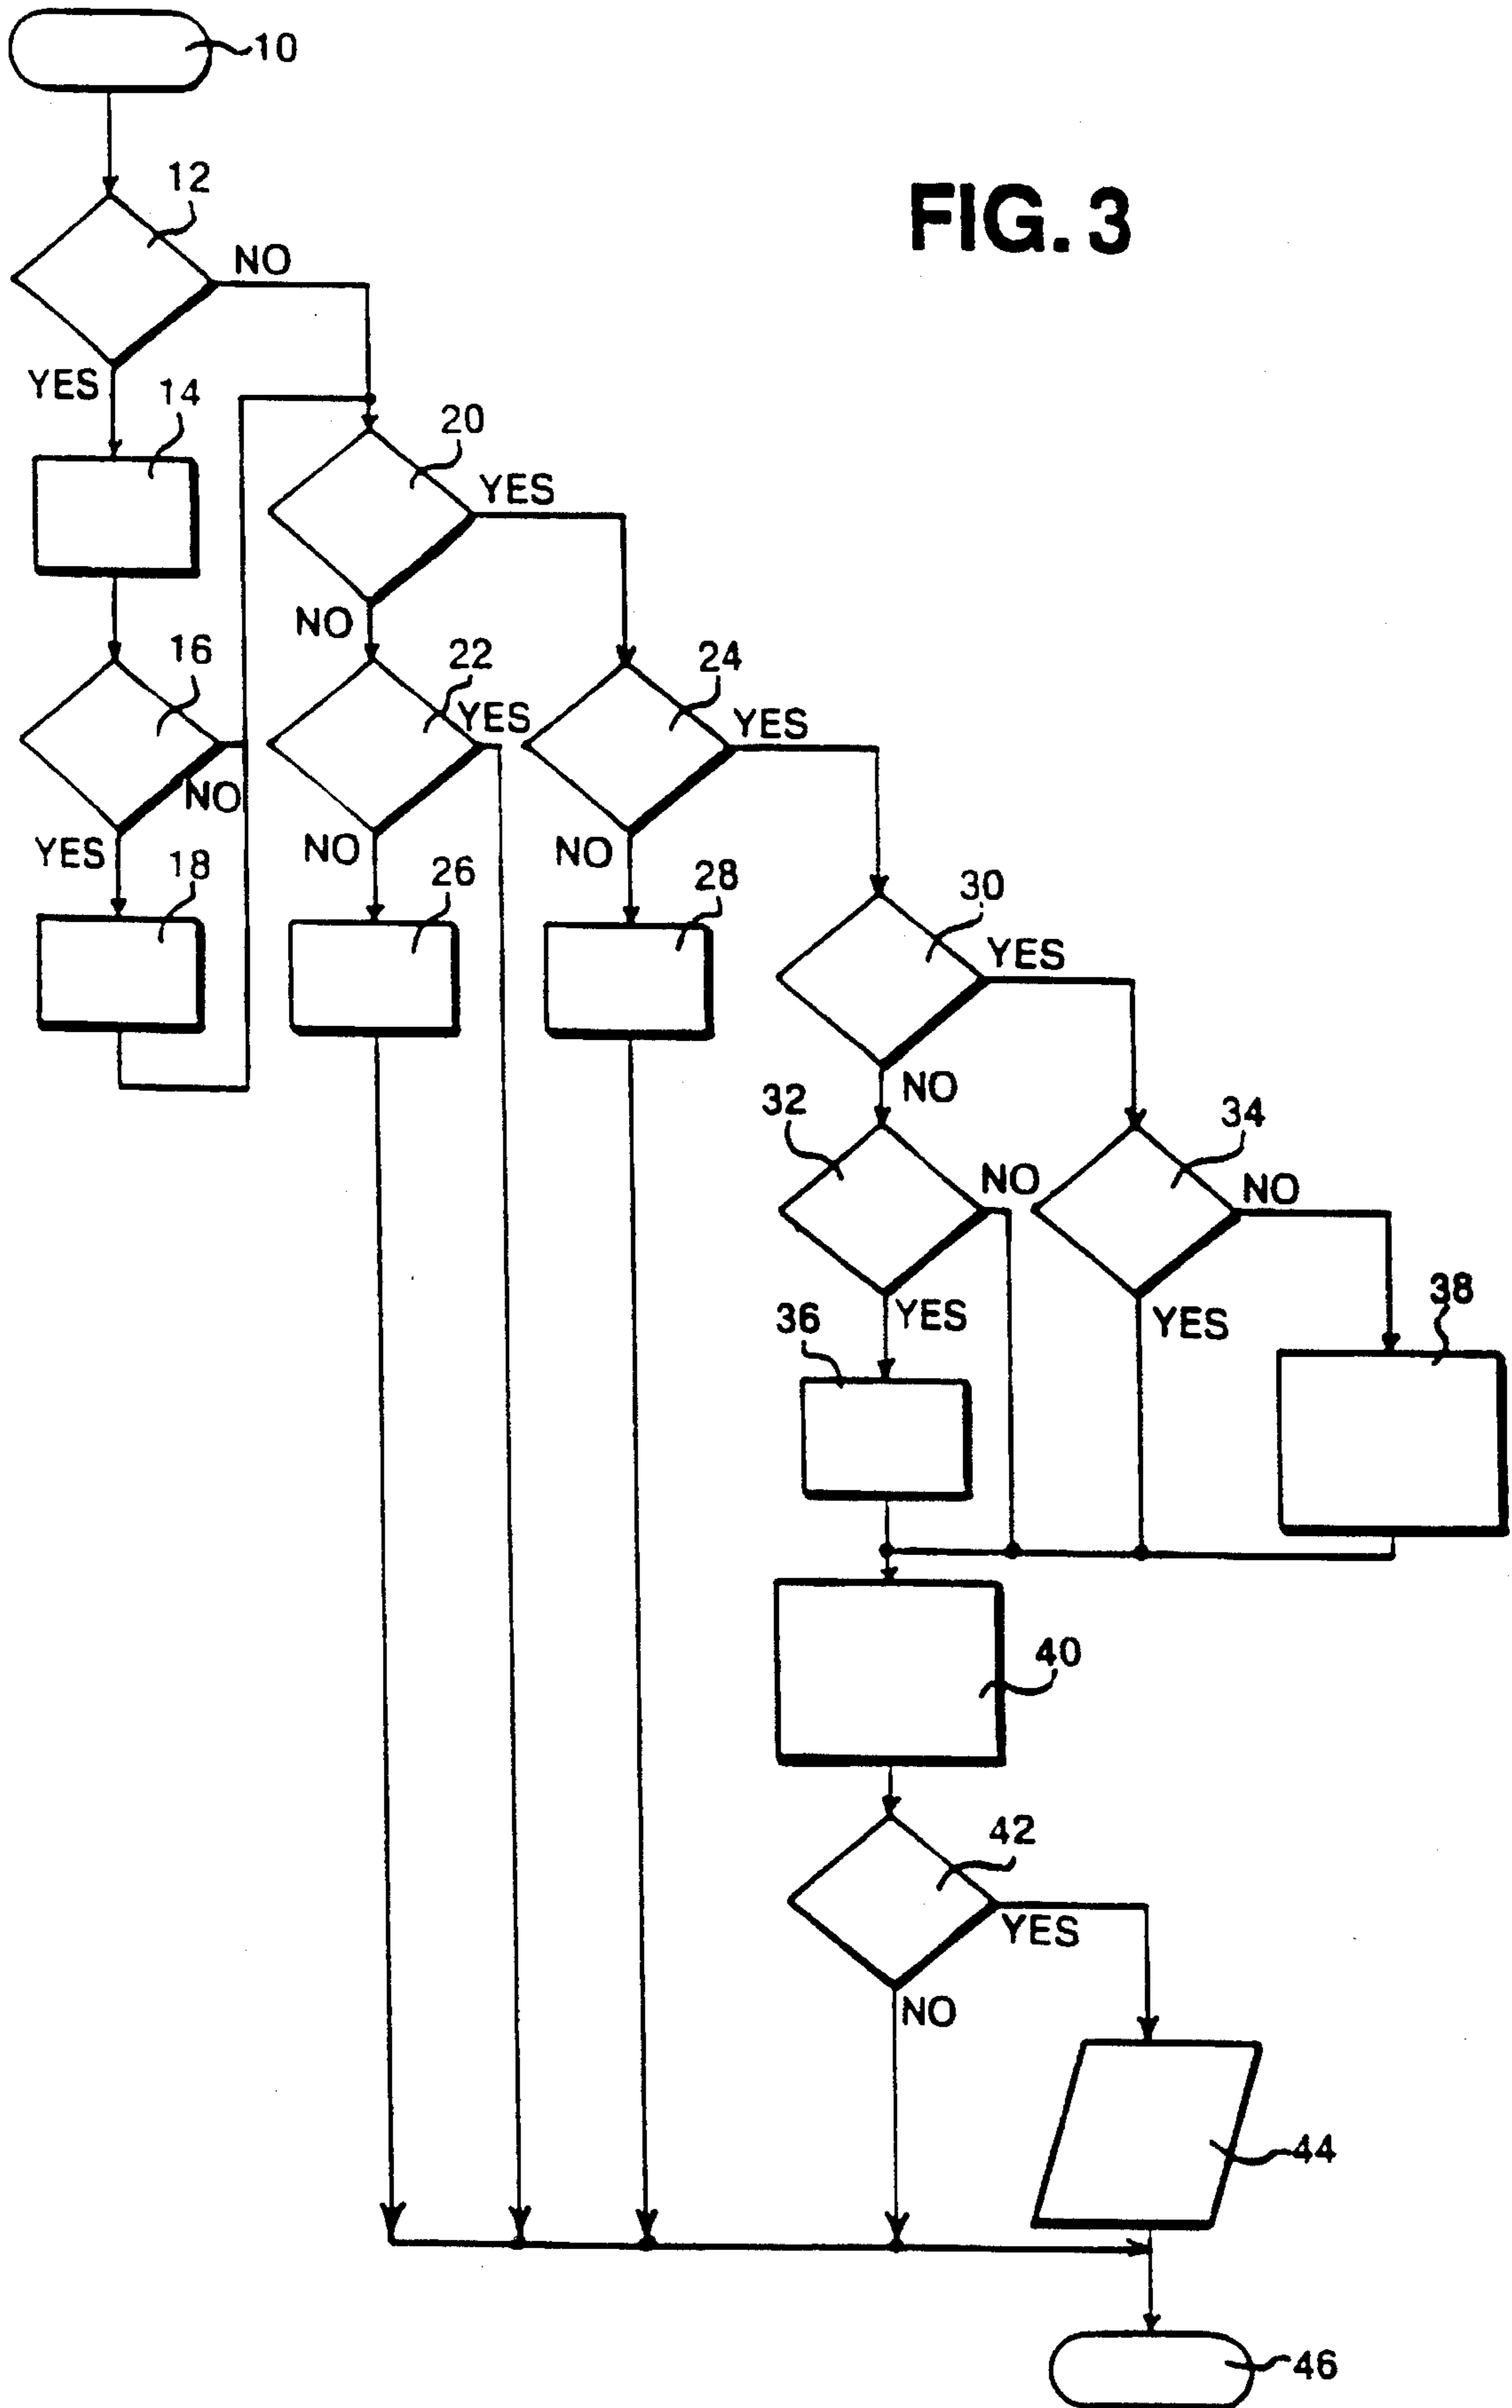 10
12
FIG. 3
NO
YES
14
20
YES
NO
16
22
24
YES
YES
NO
YES
18
NO
26
NO
28
30
YES
NO
32
34
NO
NO
YES
36
YES
38
40
42
YES
NO
44
46